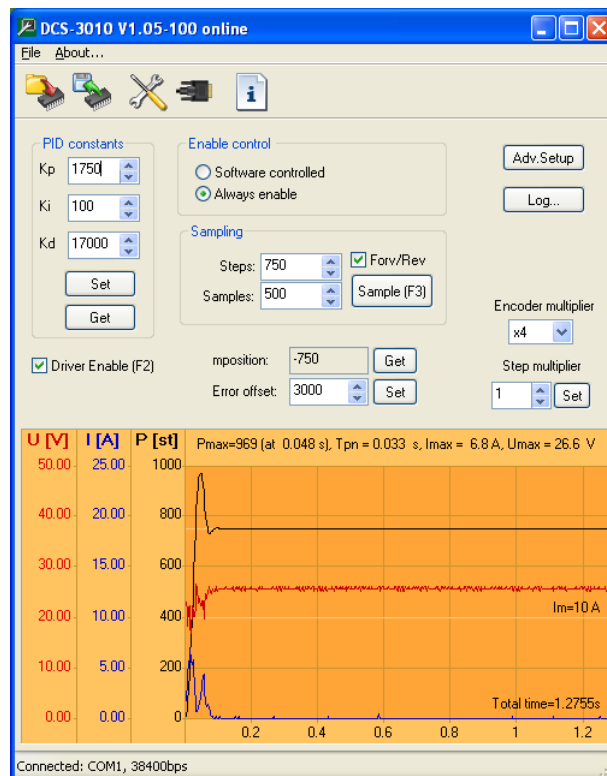 DCS-3010 V1.05-100 online
File About...
PID constants
Kp 1750
Ki 100
Kd 17000
Set
Get
Enable control
Software controlled
Always enable
Adv.Setup
Log...
Sampling
Steps: 750 Forv/Rev
Samples: 500 Sample (F3)
Encoder multiplier
x4
Driver Enable (F2)
mposition: -750 Get
Step multiplier
Error offset: 3000 Set
1 Set
U [V] I [A] P [st] Pmax=969 (at 0.048 s), Tpn = 0.033 s, Imax = 6.8 A, Umax = 26.6 V
50.00 25.00 1000
40.00 20.00 800
30.00 15.00 600
20.00 10.00 400
Im=10 A
10.00 5.00 200
Total time=1.2755s
0.00 0.00 0
0.2 0.4 0.6 0.8 1 1.2
Connected: COM1, 38400bps